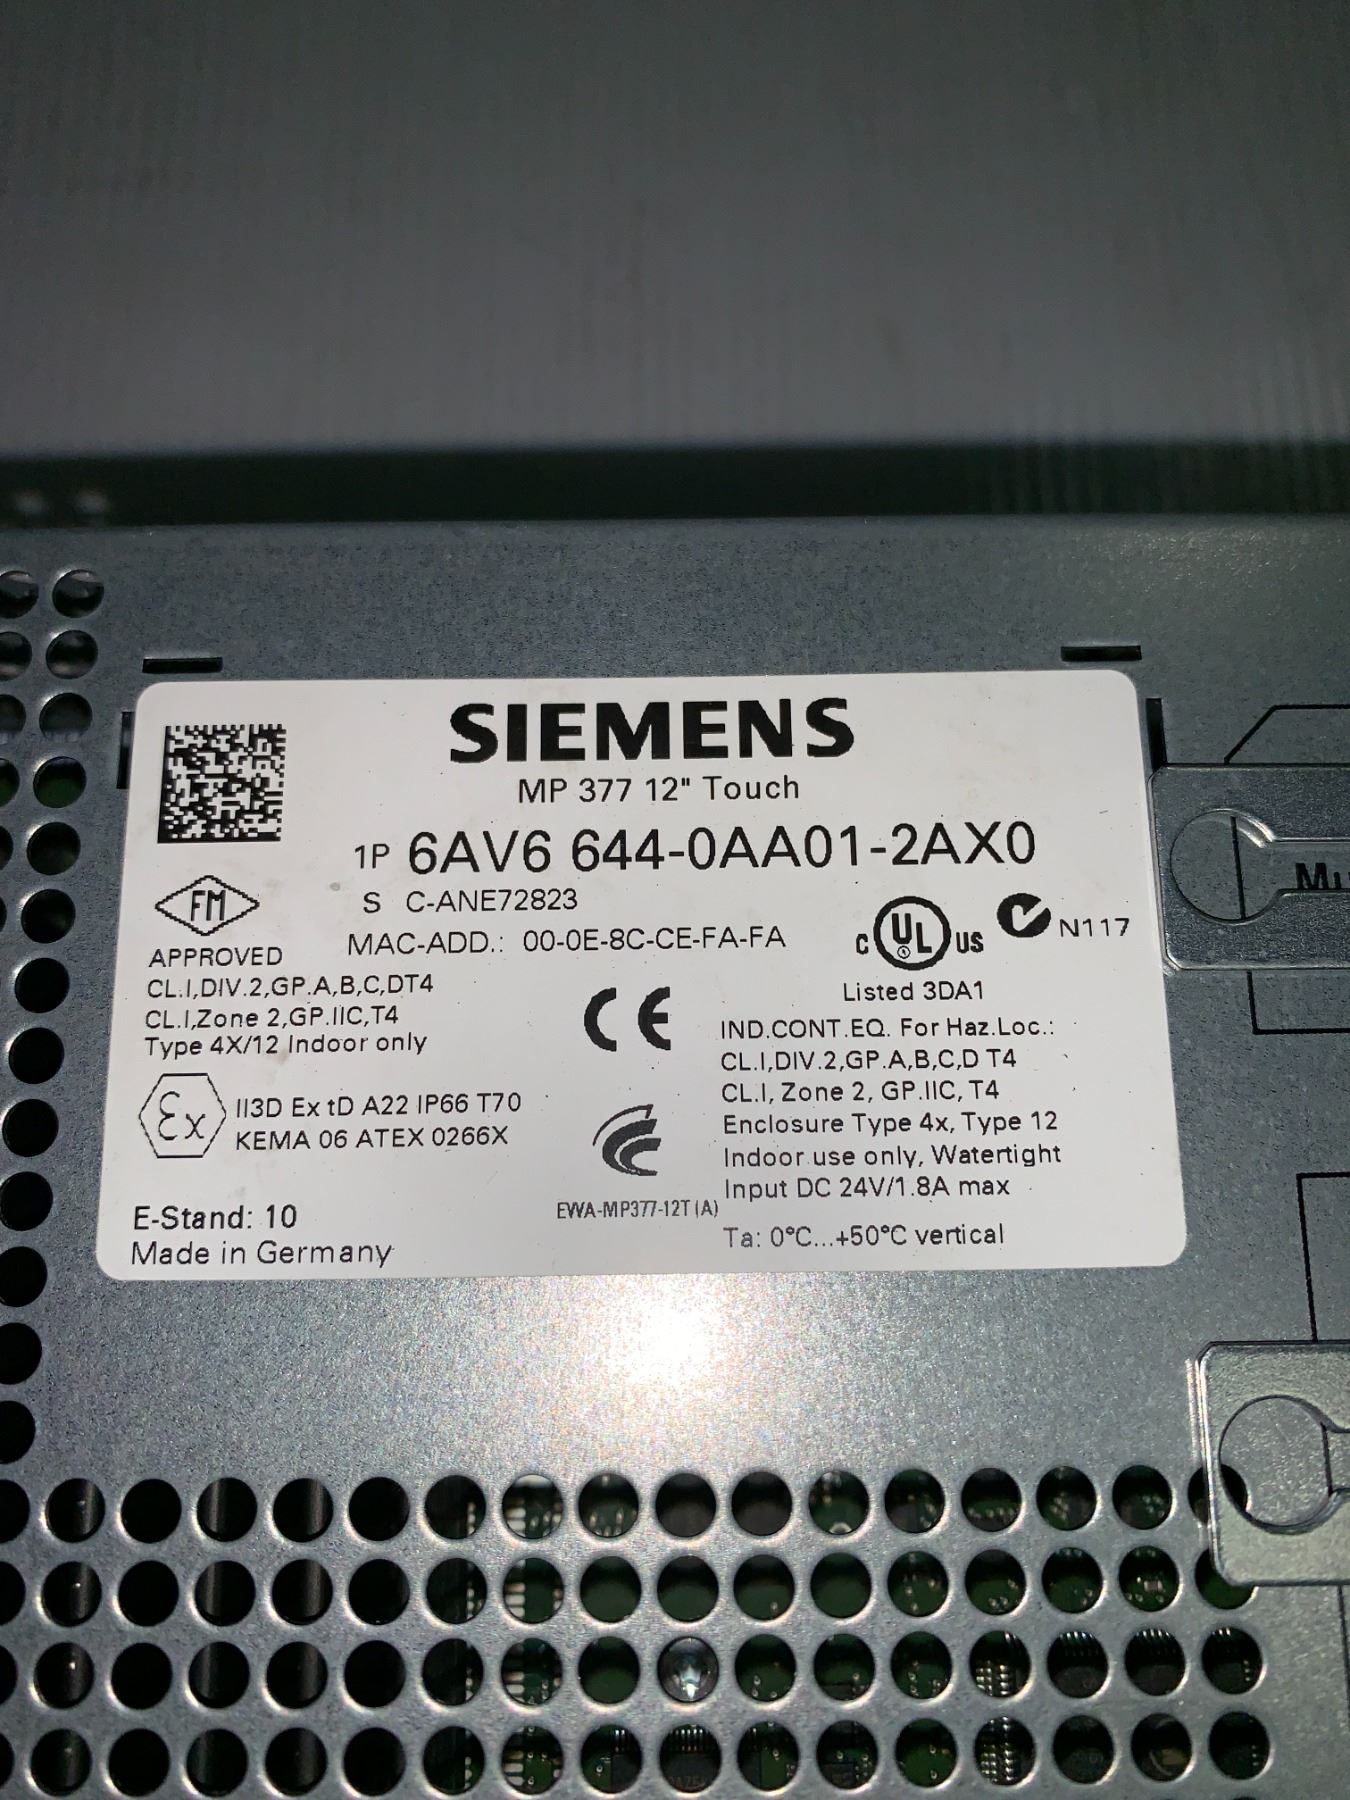 SIEMENS
MP 377 12" Touch
1P 6AV6 644-0AA01-2AX0
S C-ANE72823
MAC-ADD.: 00-0E-8C-CE-FA-FA
FM
APPROVED
CL.I,DIV.2,GP.A,B,C,DT4
CL.I,Zone 2,GP.IIC,T4
Type 4X/12 Indoor only
Ex II3D Ex tD A22 IP66 T70
KEMA 06 ATEX 0266X
E-Stand: 10
Made in Germany
CE
EWA-MP377-12T(A)
C UL US
®
N117
Listed 3DA1
IND.CONT.EQ. For Haz.Loc.:
CL.I,DIV.2,GP.A,B,C,D T4
CL.I, Zone 2, GP.IIC, T4
Enclosure Type 4x, Type 12
Indoor use only, Watertight
Input DC 24V/1.8A max
Ta: 0°C...+50°C vertical